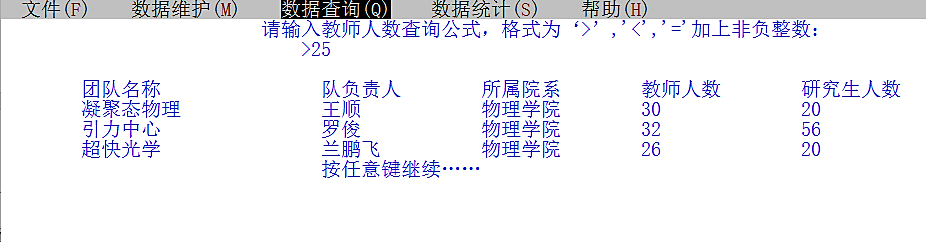 文件(F) 数据维护(M) 数据查询(Q) 数据统计(S) 帮助(H)
请输入教师人数查询公式，格式为 '>' ,'<','='加上非负整数:
>25
团队名称 队负责人 所属院系 教师人数 研究生人数
凝聚态物理 王顺 物理学院 30 20
引力中心 罗俊 物理学院 32 56
超快光学 兰鹏飞 物理学院 26 20
按任意键继续……